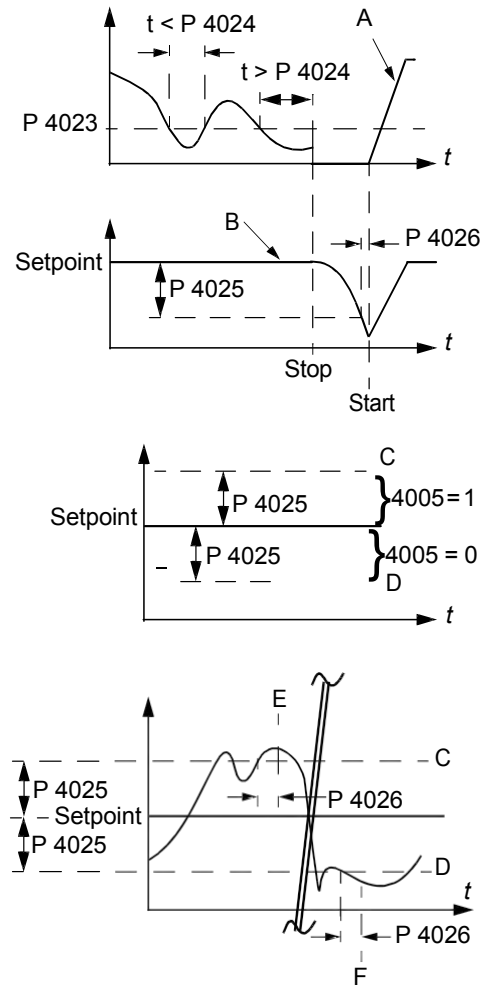 t < P 4024
A
t > P 4024
P 4023
t
B
P 4026
Setpoint
P 4025
t
Stop
Start
C
P 4025
} 4005 = 1
Setpoint
P 4025
} 4005 = 0
D
t
E
C
P 4025
P 4026
Setpoint
P 4025
D
t
P 4026
F